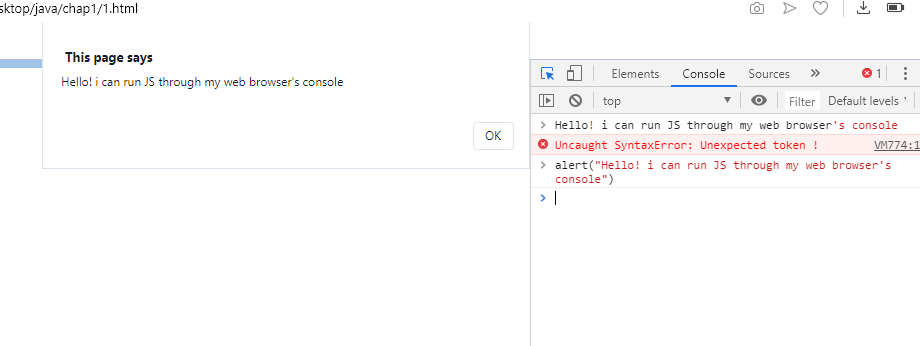 sktop/java/chap1/1.html
This page says
Hello! i can run JS through my web browser's console
OK
Elements Console Sources » 1
top Filter Default levels
Hello! i can run JS through my web browser's console
Uncaught SyntaxError: Unexpected token ! VM774:1
alert("Hello! i can run JS through my web browser's
console")